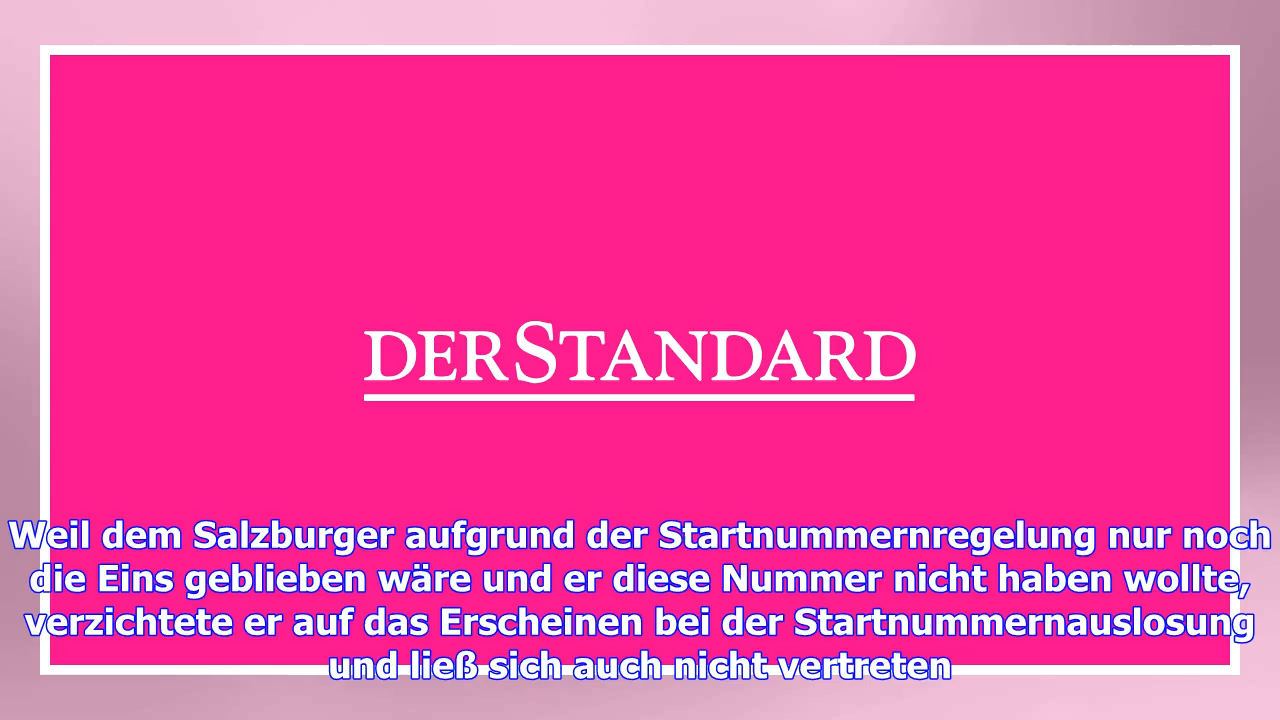 DERSTANDARD
Weil dem Salzburger aufgrund der Startnummernregelung nur noch
die Eins geblieben wäre und er diese Nummer nicht haben wollte,
verzichtete er auf das Erscheinen bei der Startnummernauslosung
und ließ sich auch nicht vertreten